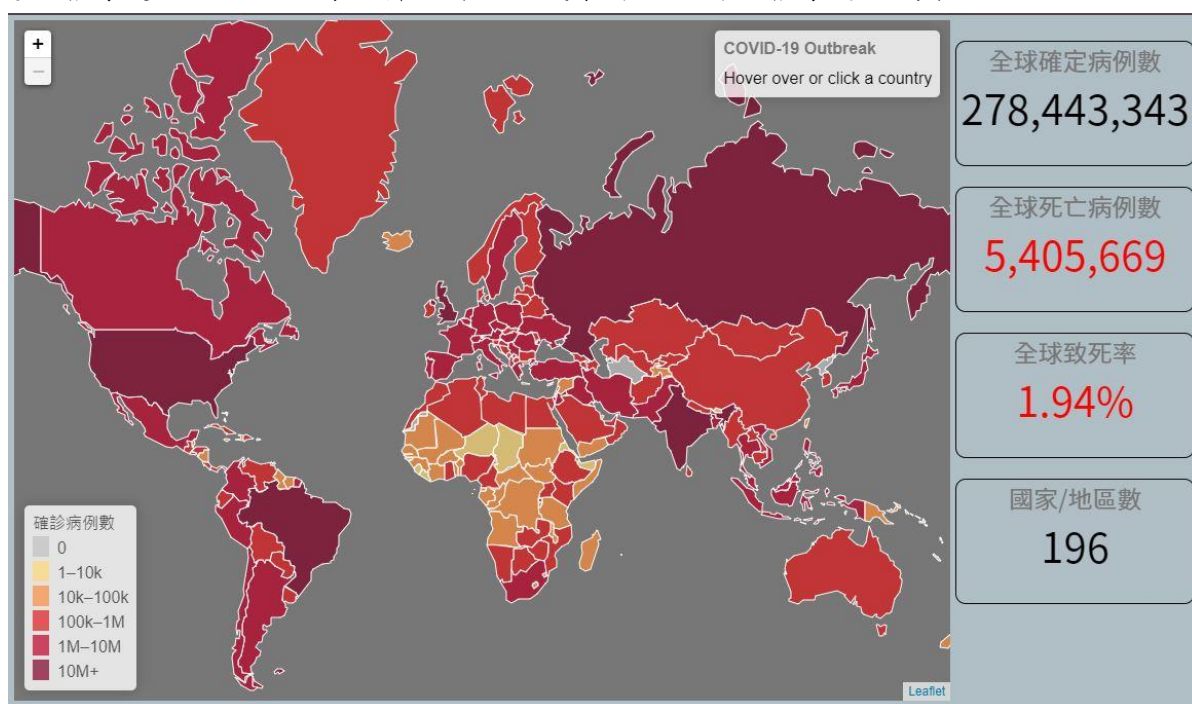 +
−
COVID-19 Outbreak
Hover over or click a country
全球確定病例數
278,443,343
全球死亡病例數
5,405,669
全球致死率
1.94%
國家/地區數
196
確診病例數
0
1–10k
10k–100k
100k–1M
1M–10M
10M+
Leaflet